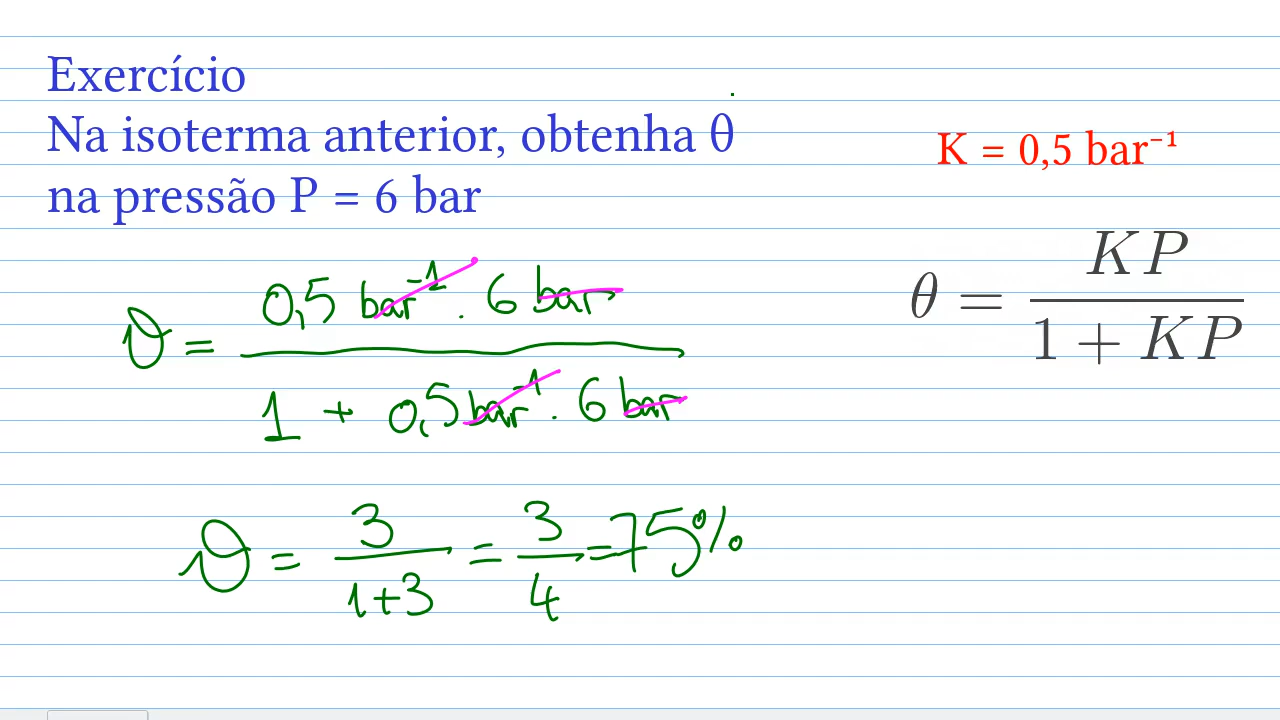 Exercício
Na isoterma anterior, obtenha θ
na pressão P = 6 bar
K = 0,5 bar⁻¹
θ = KP / 1 + KP
ϑ = 0,5 bar⁻¹ . 6 bar / 1 + 0,5 bar⁻¹ . 6 bar
ϑ = 3 / 1+3 = 3 / 4 = 75%